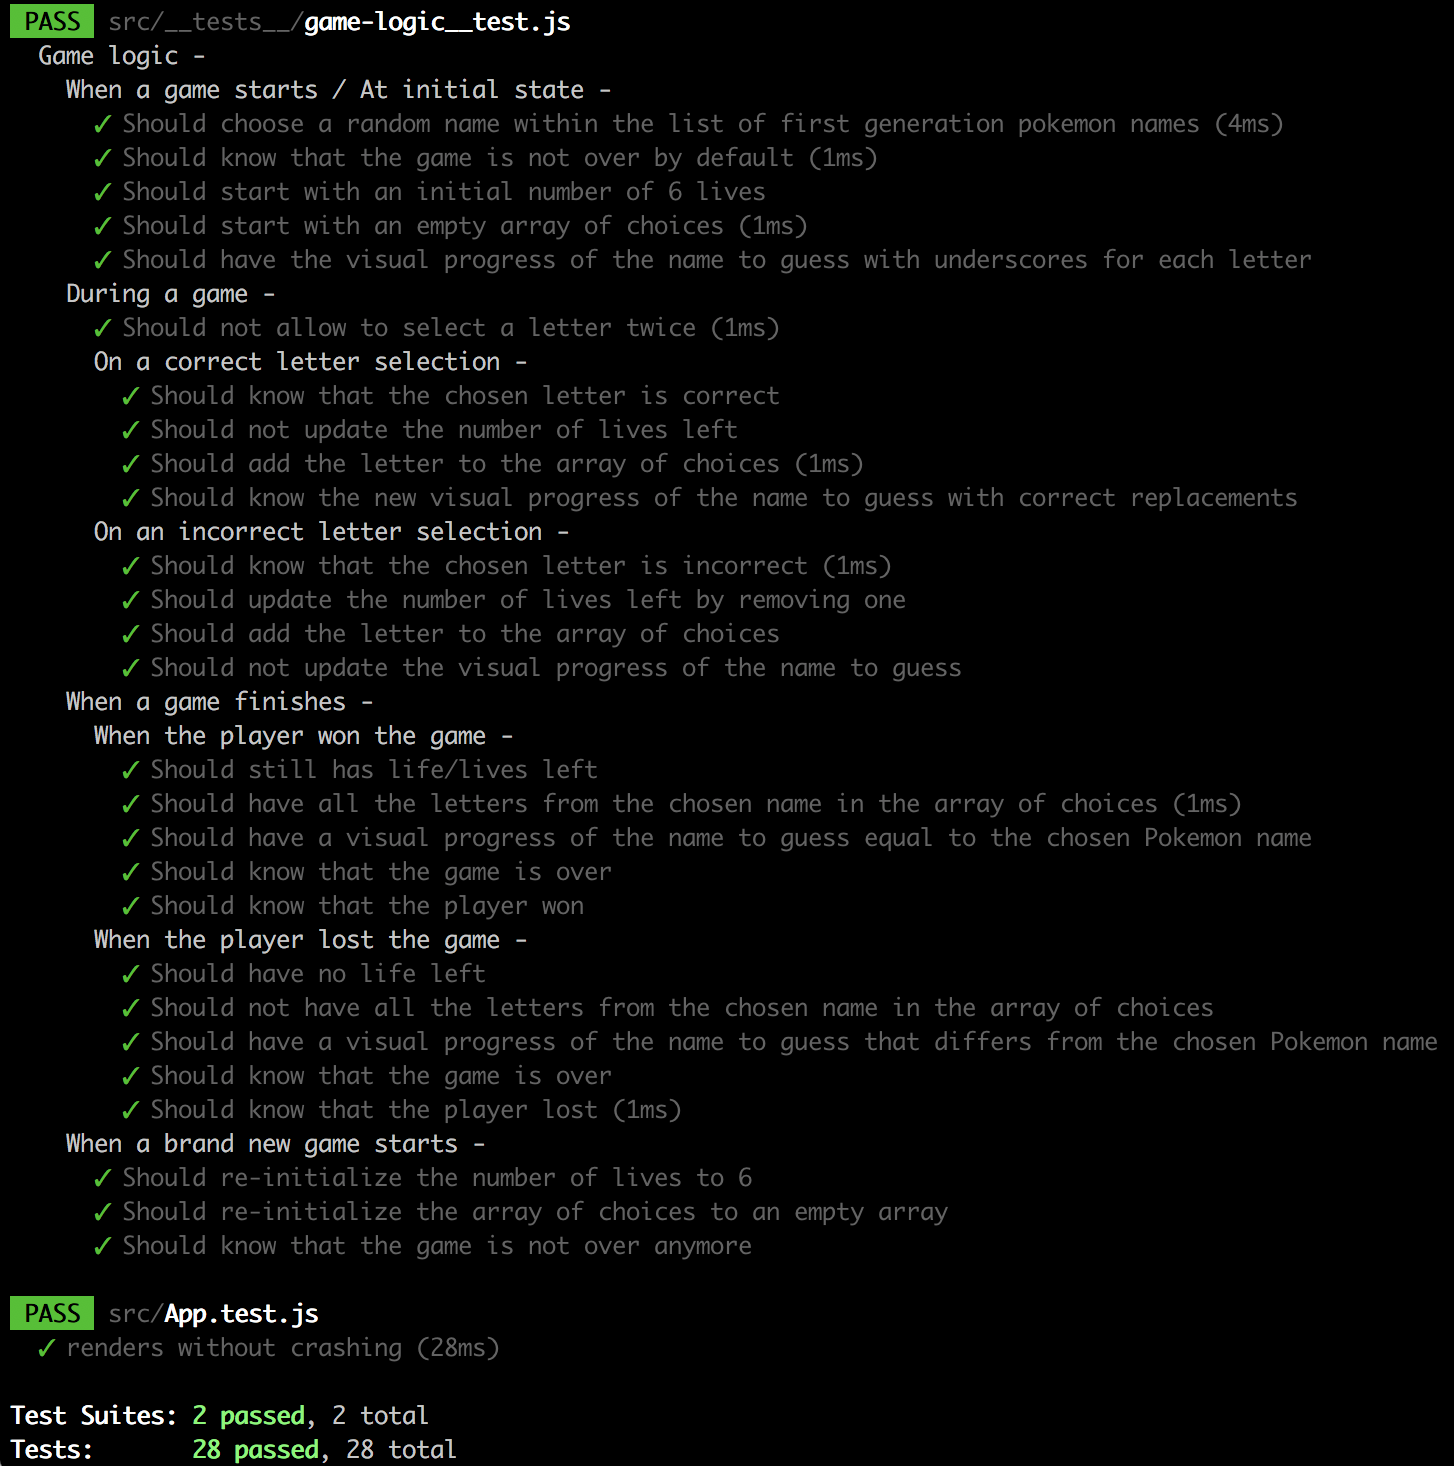 PASS src/__tests__/game-logic__test.js
Game logic -
When a game starts / At initial state -
✓ Should choose a random name within the list of first generation pokemon names (4ms)
✓ Should know that the game is not over by default (1ms)
✓ Should start with an initial number of 6 lives
✓ Should start with an empty array of choices (1ms)
✓ Should have the visual progress of the name to guess with underscores for each letter
During a game -
✓ Should not allow to select a letter twice (1ms)
On a correct letter selection -
✓ Should know that the chosen letter is correct
✓ Should not update the number of lives left
✓ Should add the letter to the array of choices (1ms)
✓ Should know the new visual progress of the name to guess with correct replacements
On an incorrect letter selection -
✓ Should know that the chosen letter is incorrect (1ms)
✓ Should update the number of lives left by removing one
✓ Should add the letter to the array of choices
✓ Should not update the visual progress of the name to guess
When a game finishes -
When the player won the game -
✓ Should still has life/lives left
✓ Should have all the letters from the chosen name in the array of choices (1ms)
✓ Should have a visual progress of the name to guess equal to the chosen Pokemon name
✓ Should know that the game is over
✓ Should know that the player won
When the player lost the game -
✓ Should have no life left
✓ Should not have all the letters from the chosen name in the array of choices
✓ Should have a visual progress of the name to guess that differs from the chosen Pokemon name
✓ Should know that the game is over
✓ Should know that the player lost (1ms)
When a brand new game starts -
✓ Should re-initialize the number of lives to 6
✓ Should re-initialize the array of choices to an empty array
✓ Should know that the game is not over anymore
PASS src/App.test.js
✓ renders without crashing (28ms)
Test Suites: 2 passed, 2 total
Tests: 28 passed, 28 total